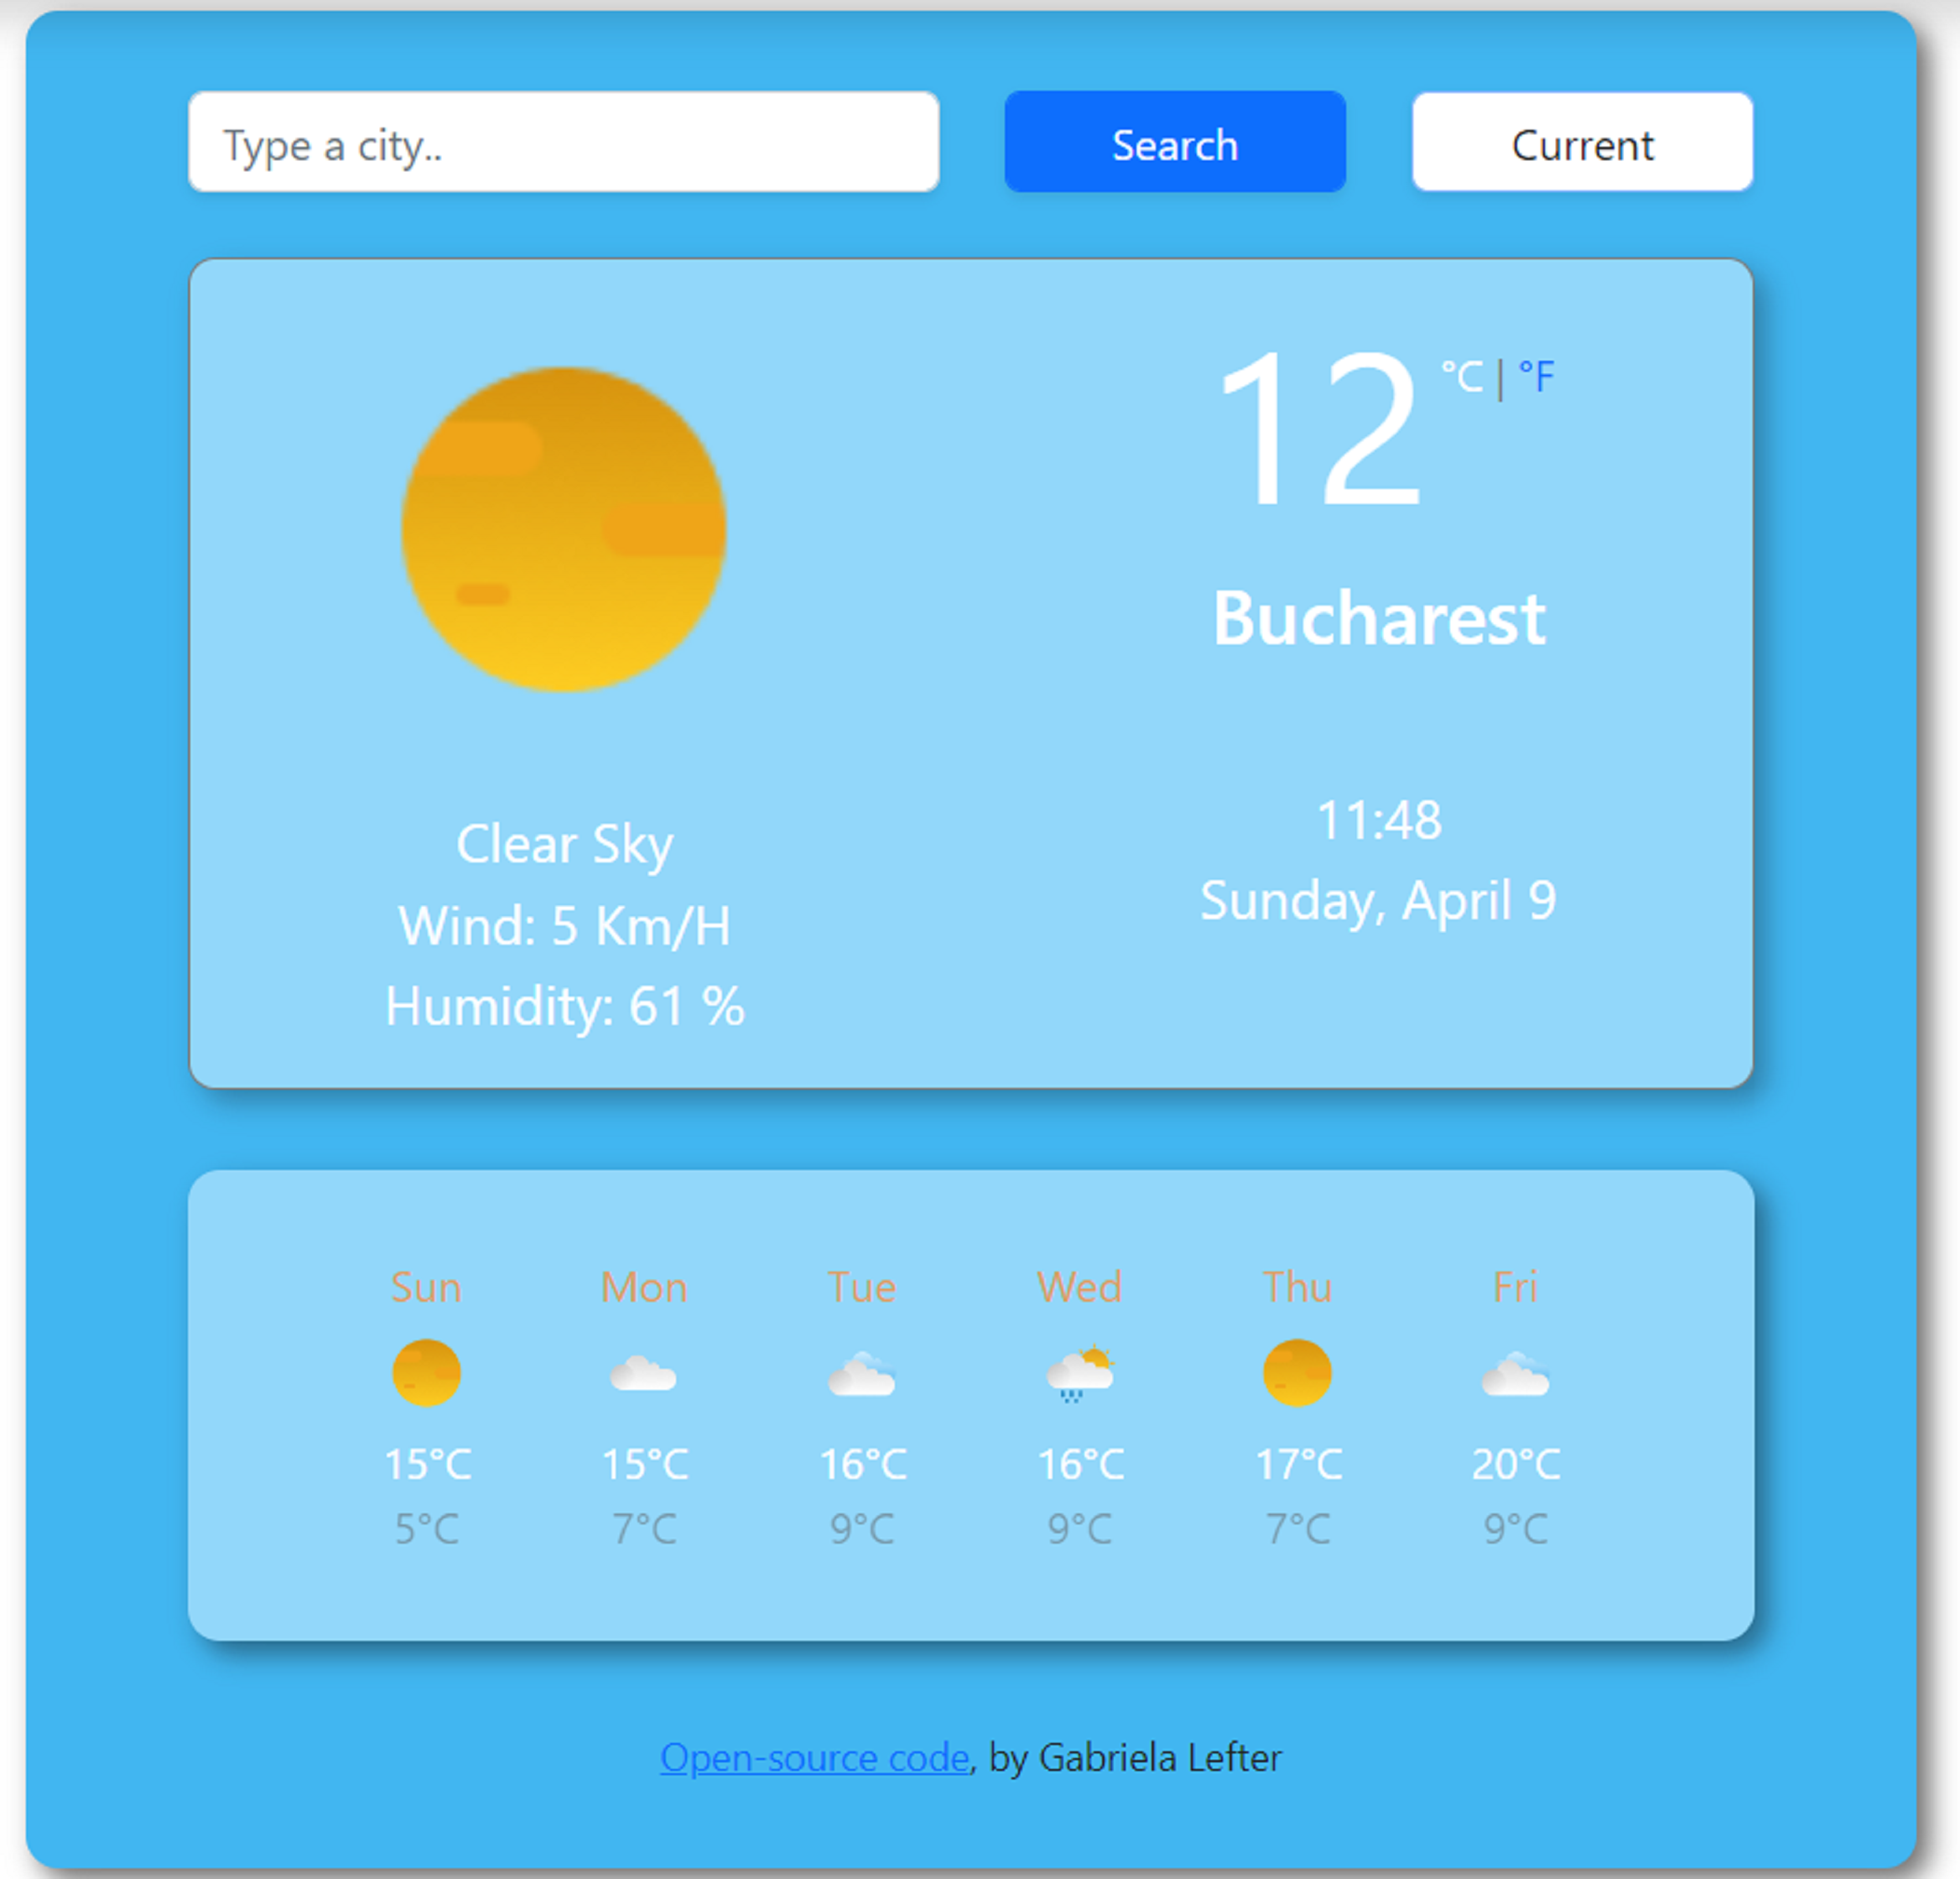 Type a city..
Search
Current
12 °C | °F
Bucharest
Clear Sky
Wind: 5 Km/H
Humidity: 61 %
11:48
Sunday, April 9
Sun Mon Tue Wed Thu Fri
15°C 15°C 16°C 16°C 17°C 20°C
5°C 7°C 9°C 9°C 7°C 9°C
Open-source code, by Gabriela Lefter